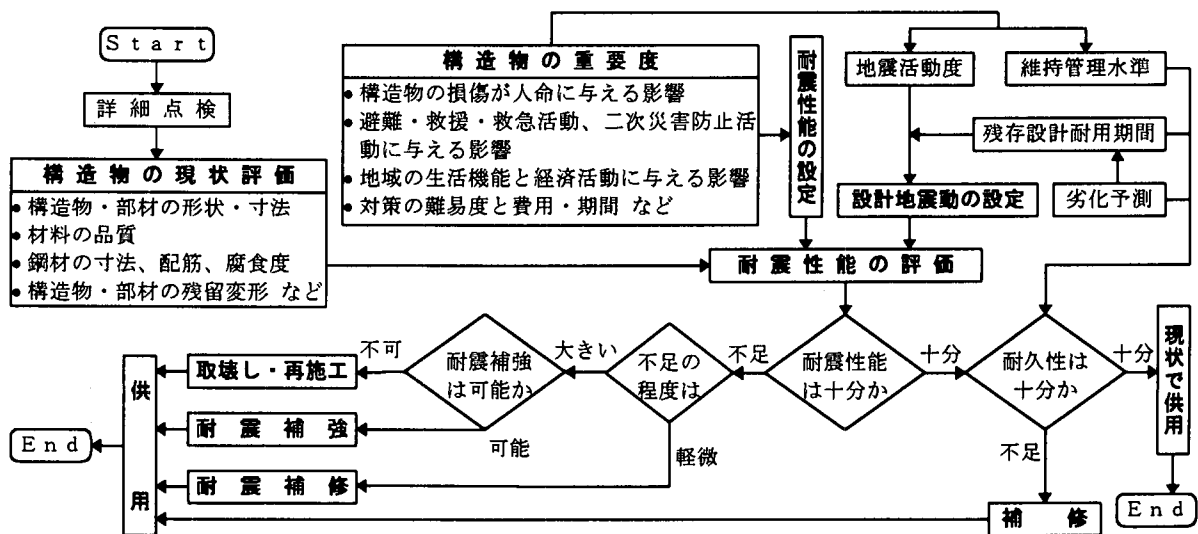 Start
詳細点検
構造物の現状評価
●構造物・部材の形状・寸法
●材料の品質
●鋼材の寸法、配筋、腐食度
●構造物・部材の残留変形 など
構造物の重要度
●構造物の損傷が人命に与える影響
●避難・救援・救急活動、二次災害防止活
動に与える影響
●地域の生活機能と経済活動に与える影響
●対策の難易度と費用・期間 など
耐震性能の設定
地震活動度
維持管理水準
残存設計耐用期間
劣化予測
設計地震動の設定
耐震性能の評価
耐震性能
は十分か
十分
不足
耐久性は
十分か
十分
不足
現状で供用
End
補修
不足の
程度は
大きい
軽微
耐震補強
は可能か
不可
可能
取壊し・再施工
耐震補強
耐震補修
供用
End